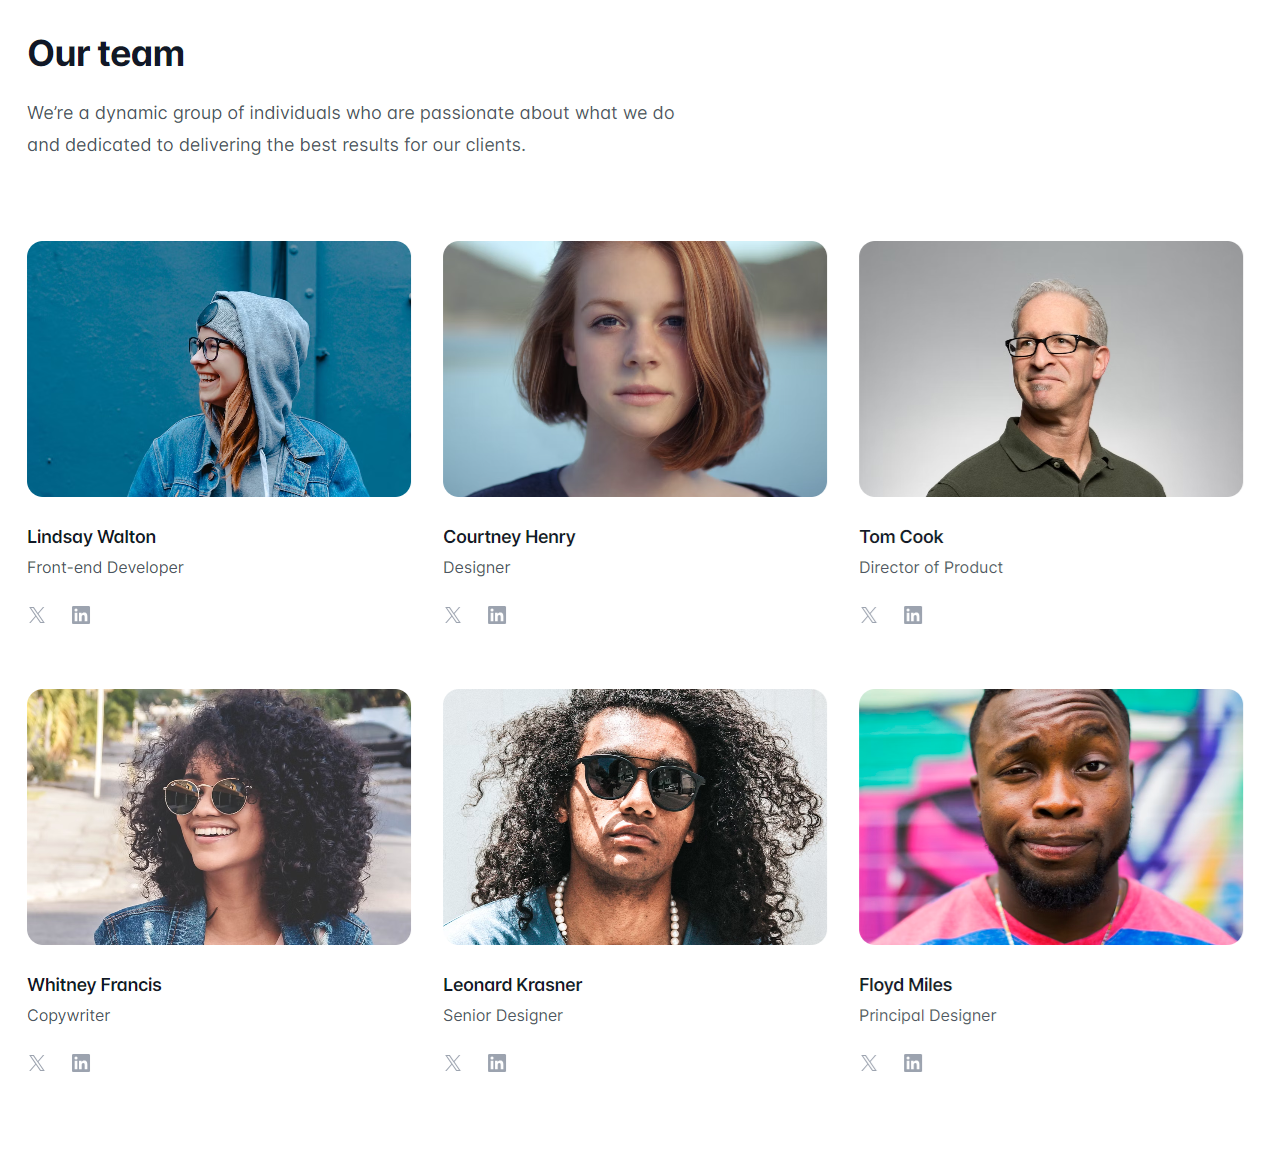 Our team
We’re a dynamic group of individuals who are passionate about what we do
and dedicated to delivering the best results for our clients.
Lindsay Walton
Front-end Developer
Courtney Henry
Designer
Tom Cook
Director of Product
Whitney Francis
Copywriter
Leonard Krasner
Senior Designer
Floyd Miles
Principal Designer